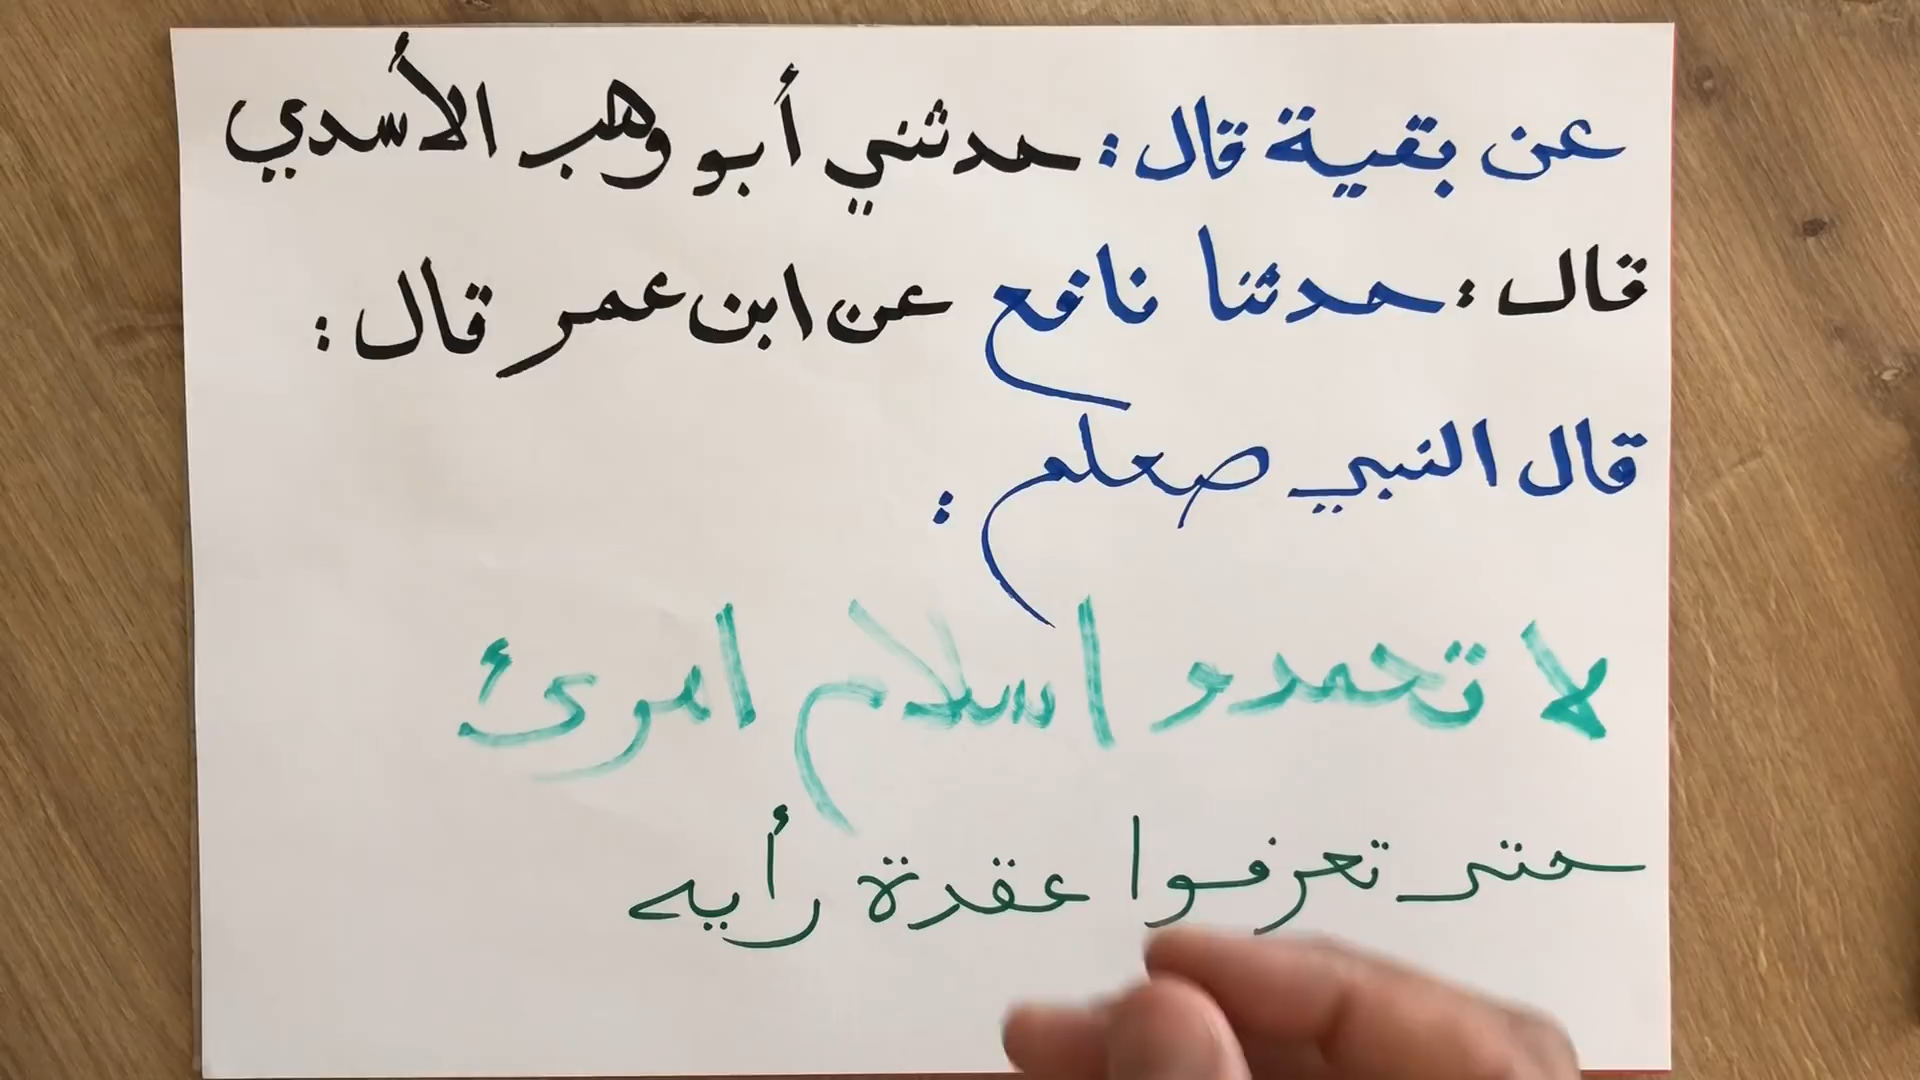 عن بقية قال: حدثني أبو وهب الأسدي
قال: حدثنا نافع عن ابن عمر قال:
قال النبي صعلم:
لا تحمدو اسلام امرئ
حتى تعرفوا عقدة رأيه